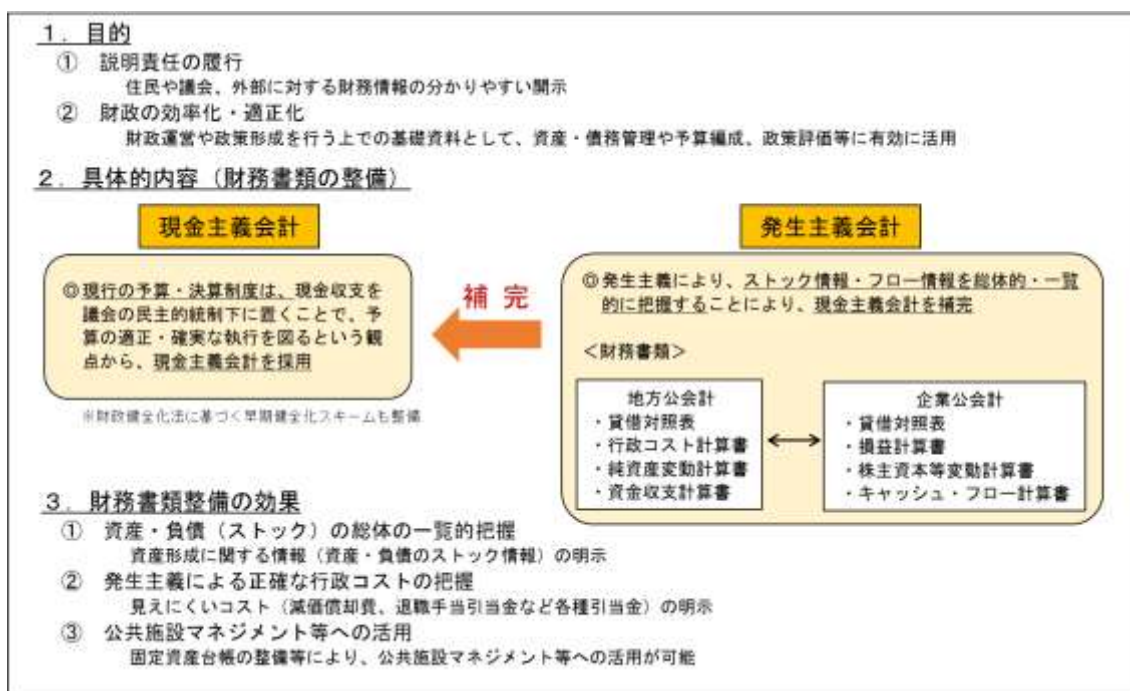 １．目的
① 説明責任の履行
住民や議会、外部に対する財務情報の分かりやすい開示
② 財政の効率化・適正化
財政運営や政策形成を行う上での基礎資料として、資産・債務管理や予算編成、政策評価等に有効に活用
２．具体的内容（財務書類の整備）
現金主義会計
◎現行の予算・決算制度は、現金収支を
議会の民主的統制下に置くことで、予
算の適正・確実な執行を図るという観
点から、現金主義会計を採用
※財政健全化法に基づく早期健全化スキームも整備
補完
発生主義会計
◎発生主義により、ストック情報・フロー情報を総体的・一覧
的に把握することにより、現金主義会計を補完
＜財務書類＞
地方公会計
・貸借対照表
・行政コスト計算書
・純資産変動計算書
・資金収支計算書
企業公会計
・貸借対照表
・損益計算書
・株主資本等変動計算書
・キャッシュ・フロー計算書
３．財務書類整備の効果
① 資産・負債（ストック）の総体の一覧的把握
資産形成に関する情報（資産・負債のストック情報）の明示
② 発生主義による正確な行政コストの把握
見えにくいコスト（減価償却費、退職手当引当金など各種引当金）の明示
③ 公共施設マネジメント等への活用
固定資産台帳の整備等により、公共施設マネジメント等への活用が可能